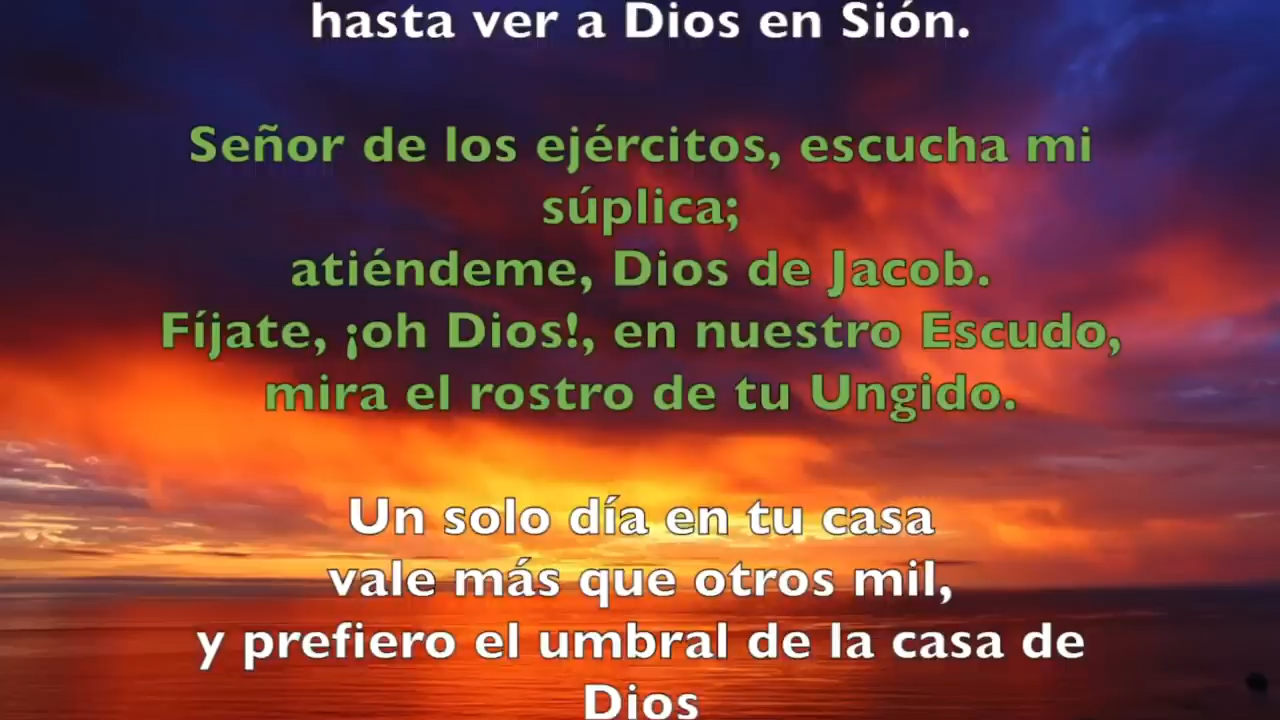 hasta ver a Dios en Sión.
Señor de los ejércitos, escucha mi
súplica;
atiéndeme, Dios de Jacob.
Fíjate, ¡oh Dios!, en nuestro Escudo,
mira el rostro de tu Ungido.
Un solo día en tu casa
vale más que otros mil,
y prefiero el umbral de la casa de
Dios